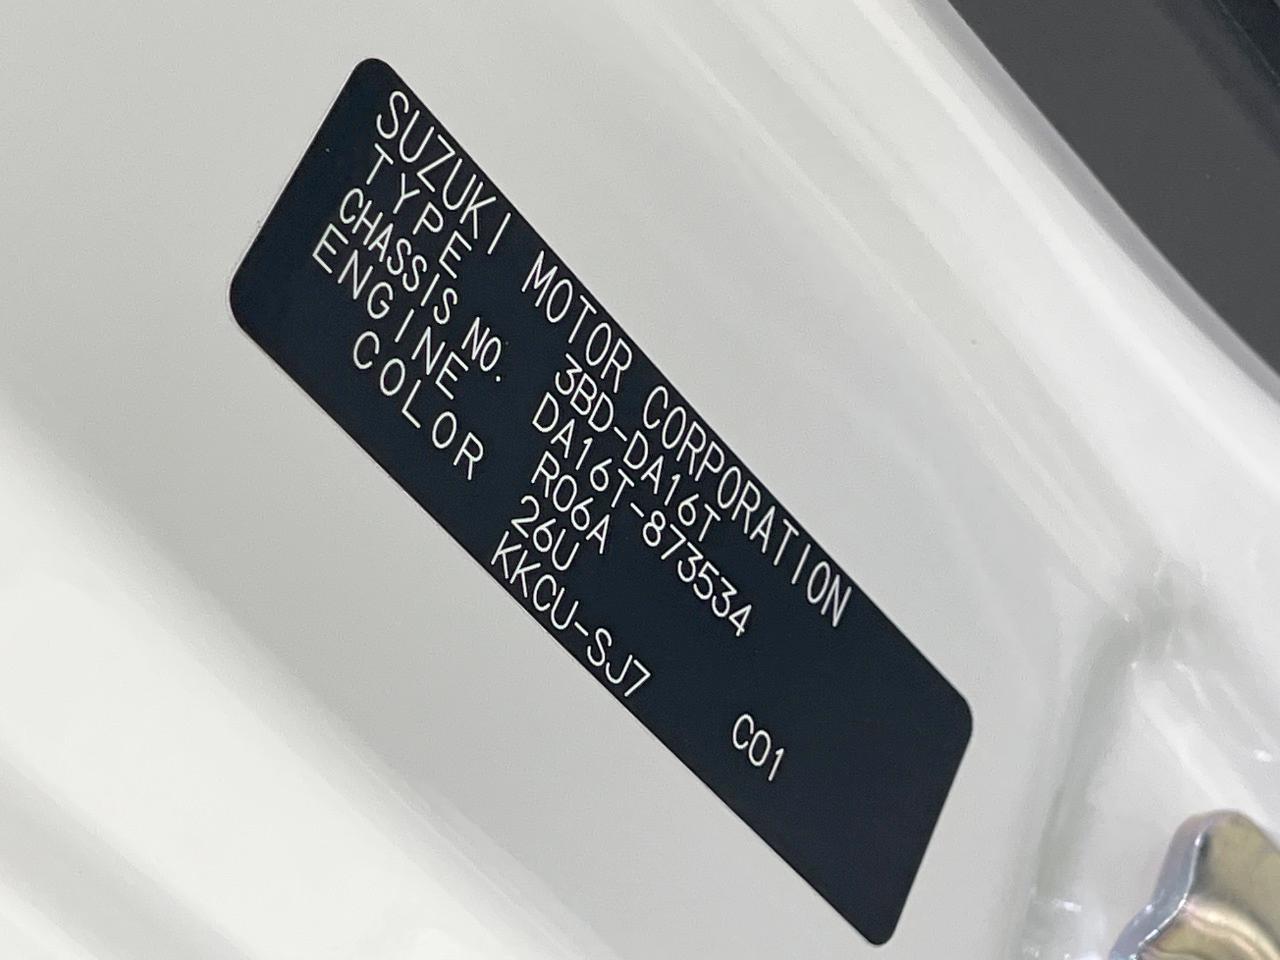 SUZUKI MOTOR CORPORATION
TYPE 3BD-DA16T
CHASSIS NO. DA16T-873534
ENGINE R06A
COLOR 26U
KKCU-SJ7 C01